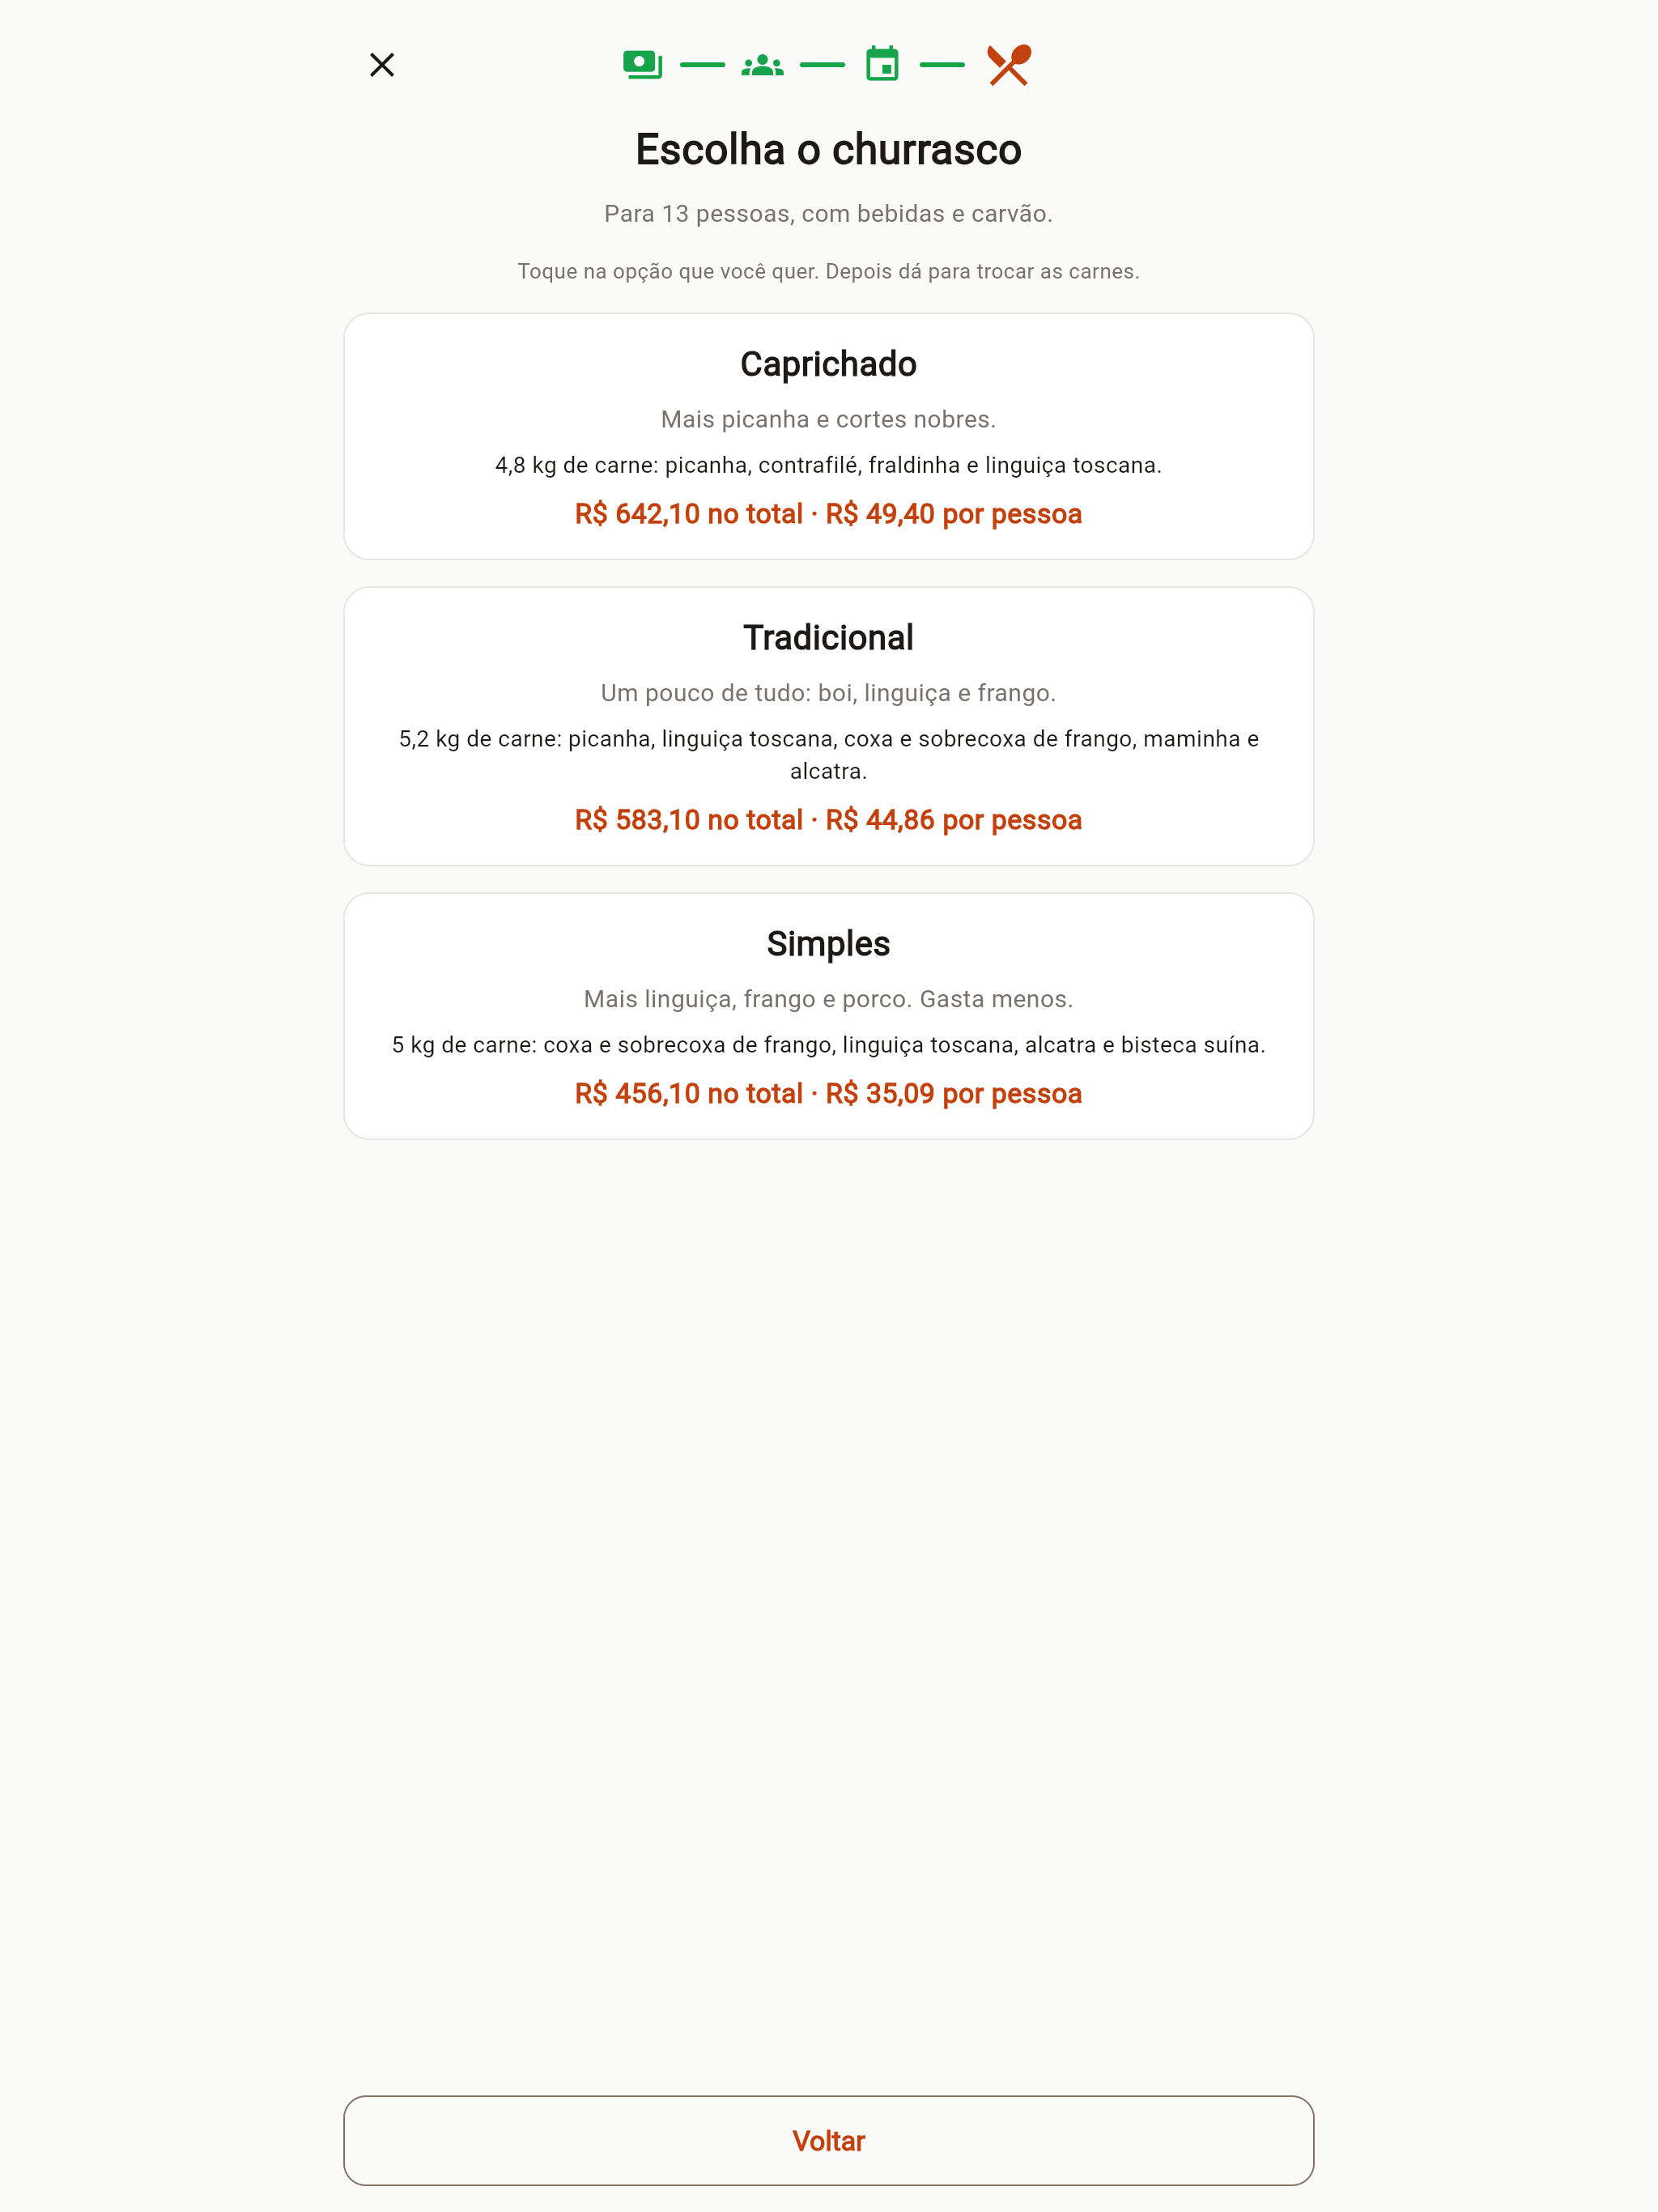 Escolha o churrasco
Para 13 pessoas, com bebidas e carvão.
Toque na opção que você quer. Depois dá para trocar as carnes.
Caprichado
Mais picanha e cortes nobres.
4,8 kg de carne: picanha, contrafilé, fraldinha e linguiça toscana.
R$ 642,10 no total · R$ 49,40 por pessoa
Tradicional
Um pouco de tudo: boi, linguiça e frango.
5,2 kg de carne: picanha, linguiça toscana, coxa e sobrecoxa de frango, maminha e
alcatra.
R$ 583,10 no total · R$ 44,86 por pessoa
Simples
Mais linguiça, frango e porco. Gasta menos.
5 kg de carne: coxa e sobrecoxa de frango, linguiça toscana, alcatra e bisteca suína.
R$ 456,10 no total · R$ 35,09 por pessoa
Voltar